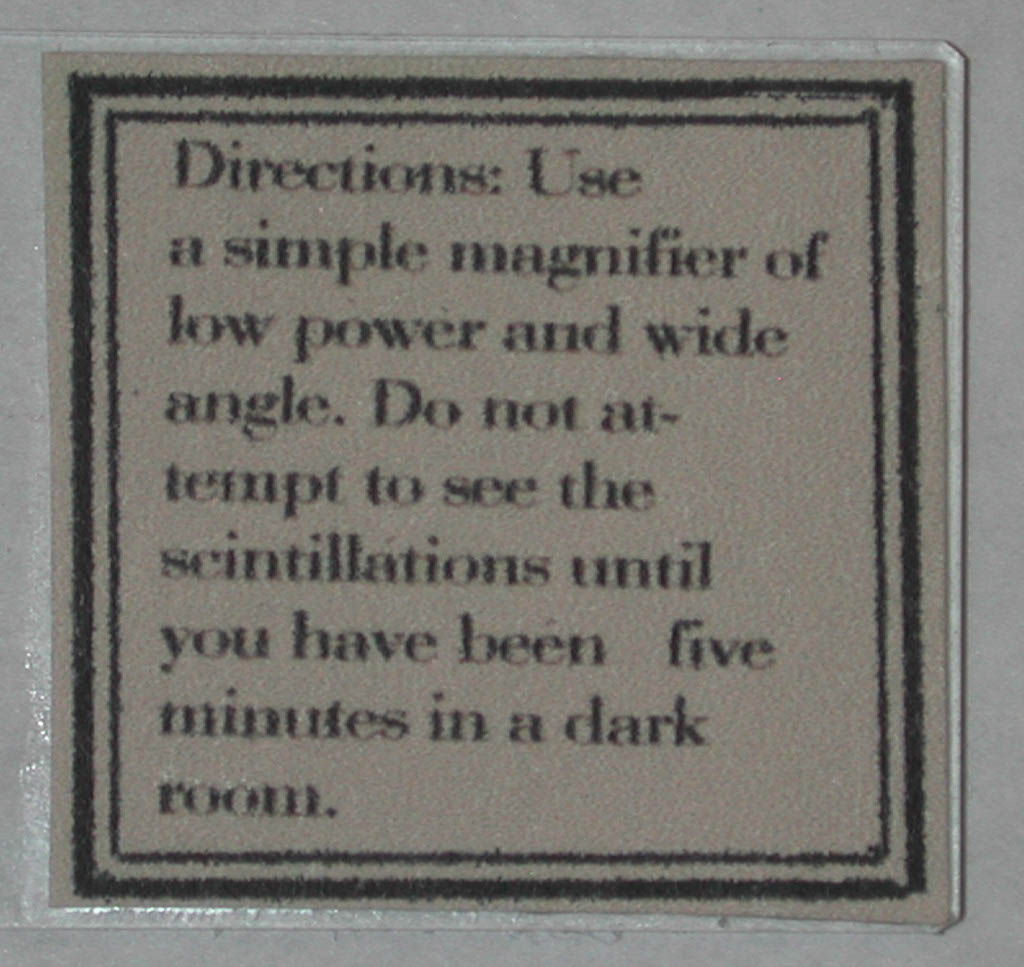 Directions: Use
a simple magnifier of
low power and wide
angle. Do not at-
tempt to see the
scintillations until
you have been five
minutes in a dark
room.